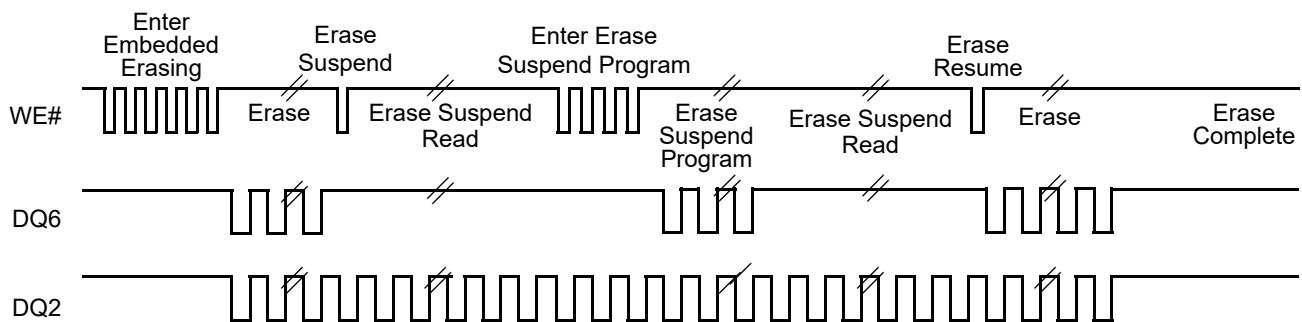 Enter
Embedded
Erasing
Erase
Suspend
Enter Erase
Suspend Program
Erase
Resume
WE#
Erase
Erase Suspend
Read
Erase
Suspend
Program
Erase Suspend
Read
Erase
Erase
Complete
DQ6
DQ2